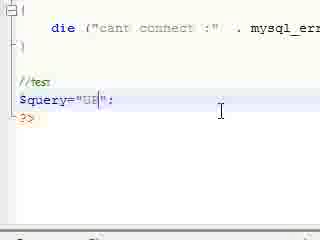 {
die ("cant connect :" . mysql_err
}
//test
$query="UP";
?>